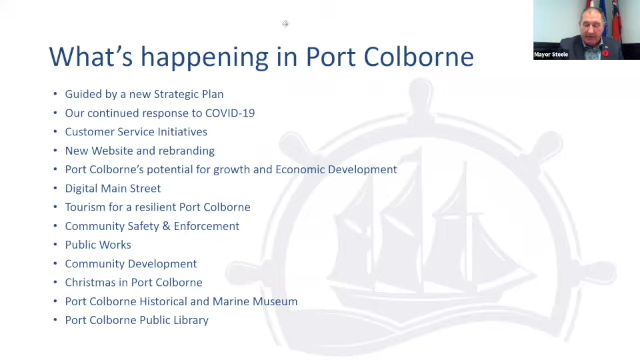 What's happening in Port Colborne
Mayor Steele
• Guided by a new Strategic Plan
• Our continued response to COVID-19
• Customer Service Initiatives
• New Website and rebranding
• Port Colborne's potential for growth and Economic Development
• Digital Main Street
• Tourism for a resilient Port Colborne
• Community Safety & Enforcement
• Public Works
• Community Development
• Christmas in Port Colborne
• Port Colborne Historical and Marine Museum
• Port Colborne Public Library